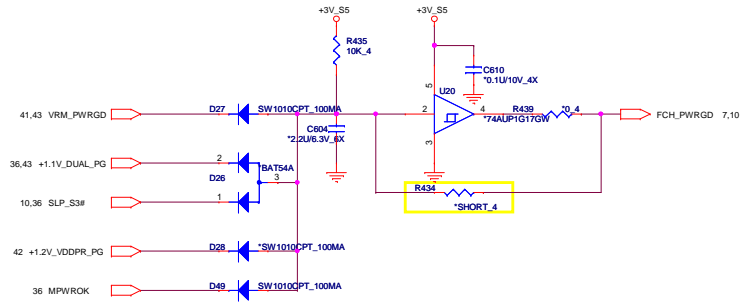 +3V_S5
+3V_S5
R435
10K_4
C610
*0.1U/10V_4X
5
U20
41,43 VRM_PWRGD
D27
SW1010CPT_100MA
2
4
R439
*0_4
FCH_PWRGD 7,10
*74AUP1G17GW
C604
*2.2U/6.3V_6X
3
36,43 +1.1V_DUAL_PG
2
*BAT54A
D26
3
R434
*SHORT_4
10,36 SLP_S3#
1
42 +1.2V_VDDPR_PG
D28
*SW1010CPT_100MA
36 MPWROK
D49
SW1010CPT_100MA